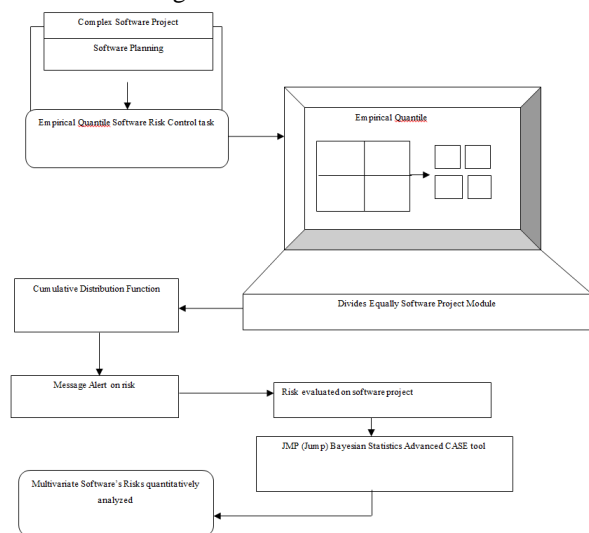 Complex Software Project
Software Planning
Empirical Quantile Software Risk Control task
Empirical Quantile
Cumulative Distribution Function
Divides Equally Software Project Module
Message Alert on risk
Risk evaluated on software project
JMP (Jump) Bayesian Statistics Advanced CASE tool
Multivariate Software's Risks quantitatively
analyzed